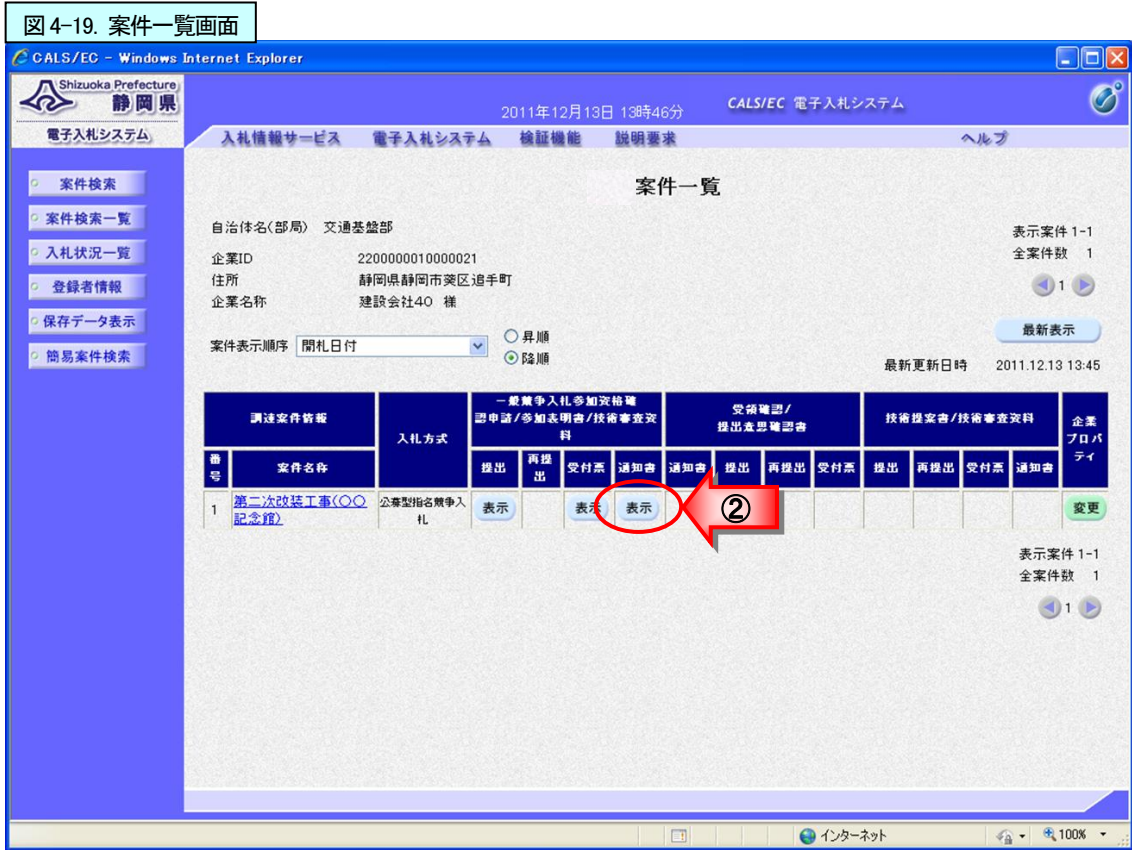 図 4-19. 案件一覧画面
CALS/EC - Windows Internet Explorer
Shizuoka Prefecture
静岡県
電子入札システム
2011年12月13日 13時46分
CALS/EC 電子入札システム
入札情報サービス
電子入札システム
検証機能
説明要求
ヘルプ
案件検索
案件検索一覧
入札状況一覧
登録者情報
保存データ表示
簡易案件検索
案件一覧
自治体名(部局) 交通基盤部
企業ID 2200000010000021
住所 静岡県静岡市葵区追手町
企業名称 建設会社40 様
表示案件 1-1
全案件数 1
1
案件表示順序 開札日付
昇順
降順
最新表示
最新更新日時 2011.12.13 13:45
調達案件情報
入札方式
一般競争入札参加資格確
認申請/参加表明書/技術審査資
料
受領確認/
提出意思確認書
技術提案書/技術審査資料
企業
プロパ
ティ
番
号
案件名称
提出
再提
出
受付票
通知書
通知書
提出
再提出
受付票
提出
再提出
受付票
通知書
1
第二次改装工事(〇〇
記念館)
公募型指名競争入
札
表示
表示
表示
②
変更
表示案件 1-1
全案件数 1
1
インターネット
100%